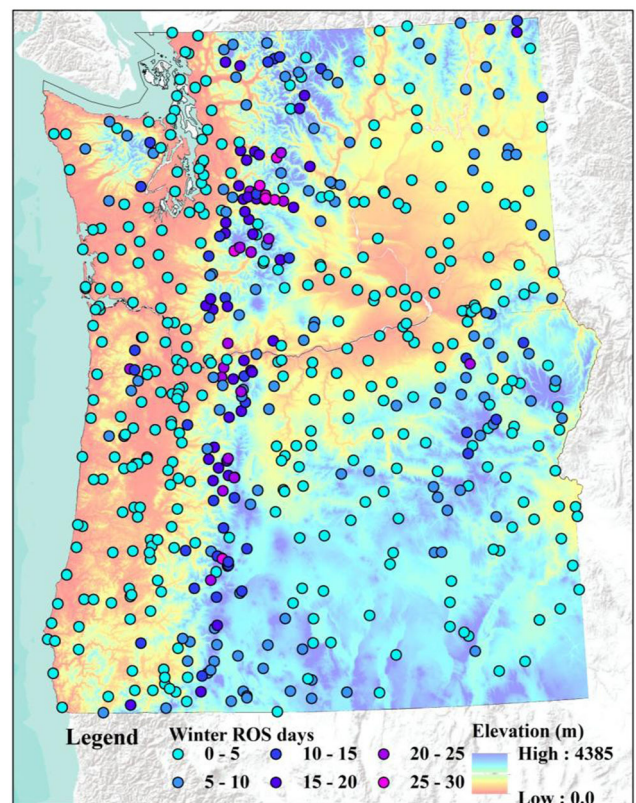 Legend
Winter ROS days
0 - 5
10 - 15
20 - 25
5 - 10
15 - 20
25 - 30
Elevation (m)
High : 4385
Low : 0.0